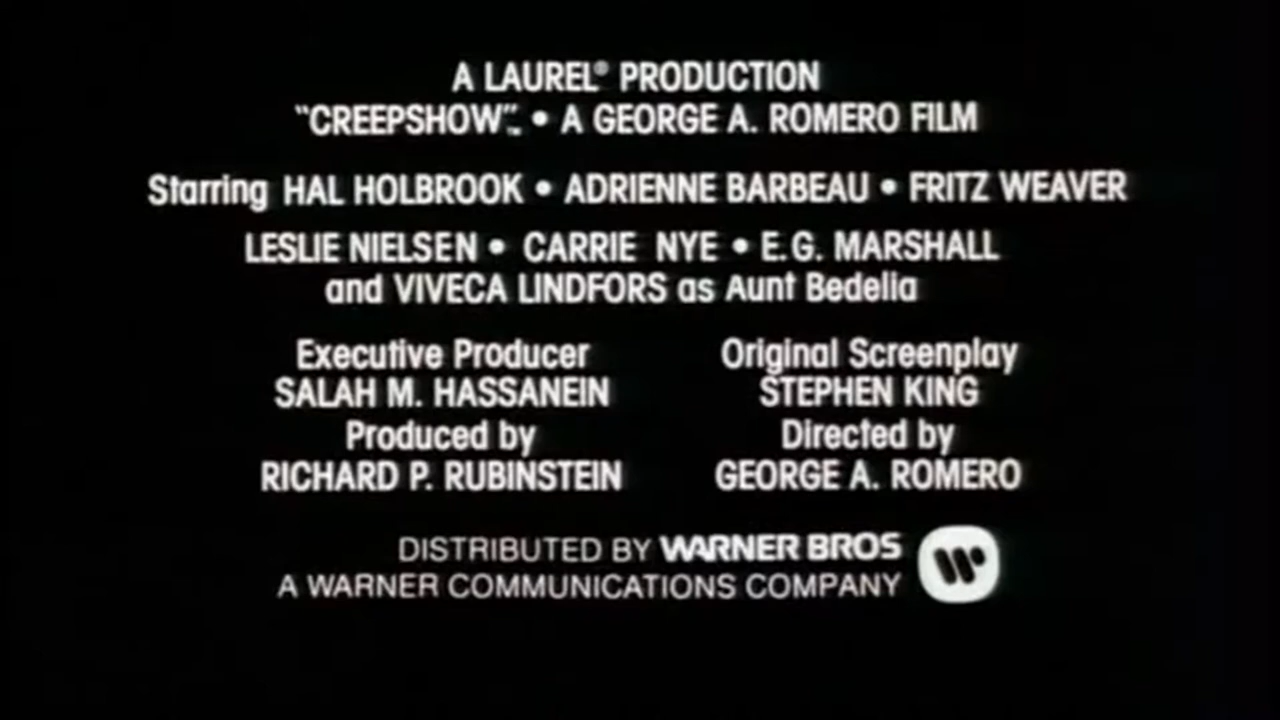 A LAUREL® PRODUCTION
"CREEPSHOW"™ • A GEORGE A. ROMERO FILM
Starring HAL HOLBROOK • ADRIENNE BARBEAU • FRITZ WEAVER
LESLIE NIELSEN • CARRIE NYE • E.G. MARSHALL
and VIVECA LINDFORS as Aunt Bedelia
Executive Producer
SALAH M. HASSANEIN
Produced by
RICHARD P. RUBINSTEIN
Original Screenplay
STEPHEN KING
Directed by
GEORGE A. ROMERO
DISTRIBUTED BY WARNER BROS
A WARNER COMMUNICATIONS COMPANY